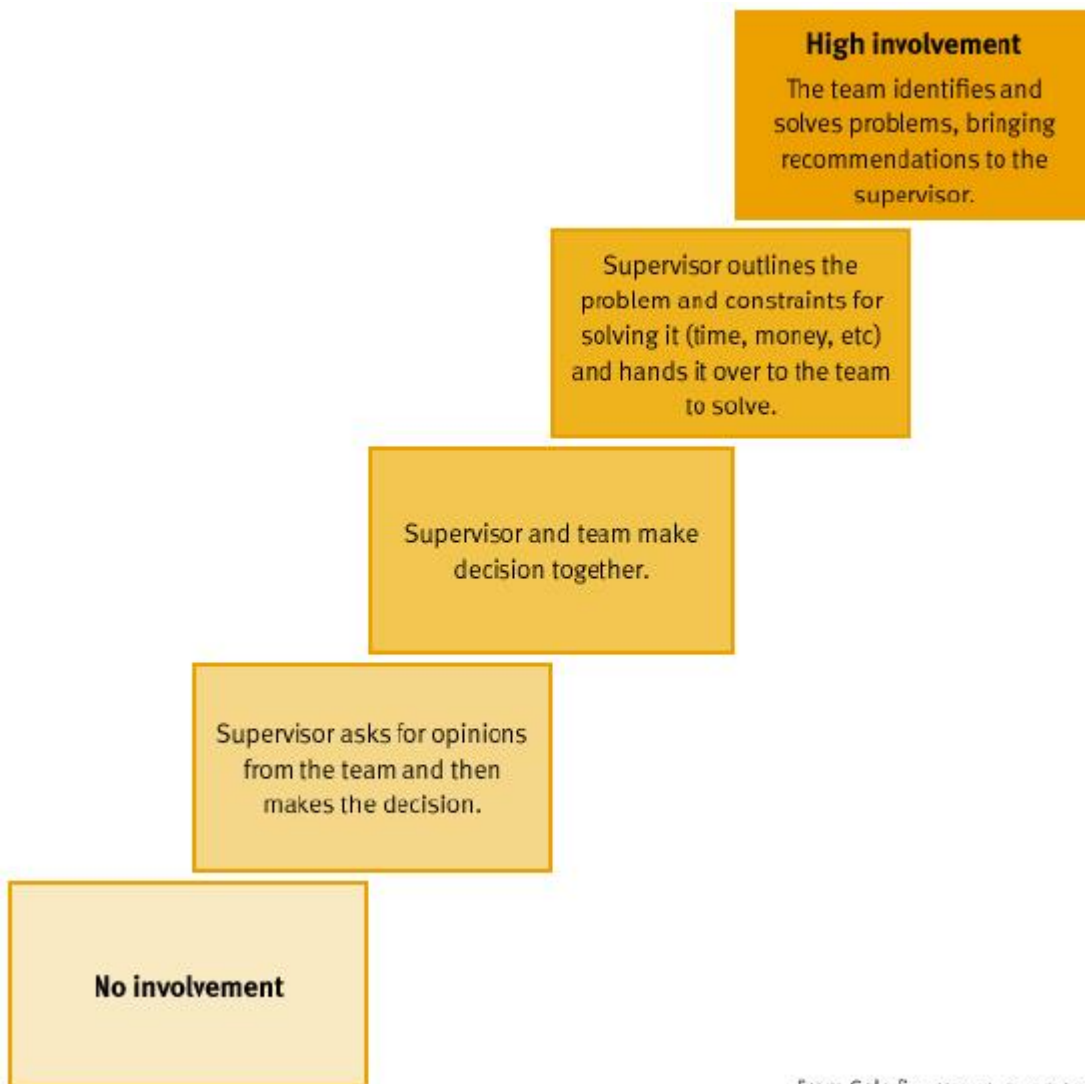 High involvement
The team identifies and
solves problems, bringing
recommendations to the
supervisor.
Supervisor outlines the
problem and constraints for
solving it (time, money, etc)
and hands it over to the team
to solve.
Supervisor and team make
decision together.
Supervisor asks for opinions
from the team and then
makes the decision.
No involvement